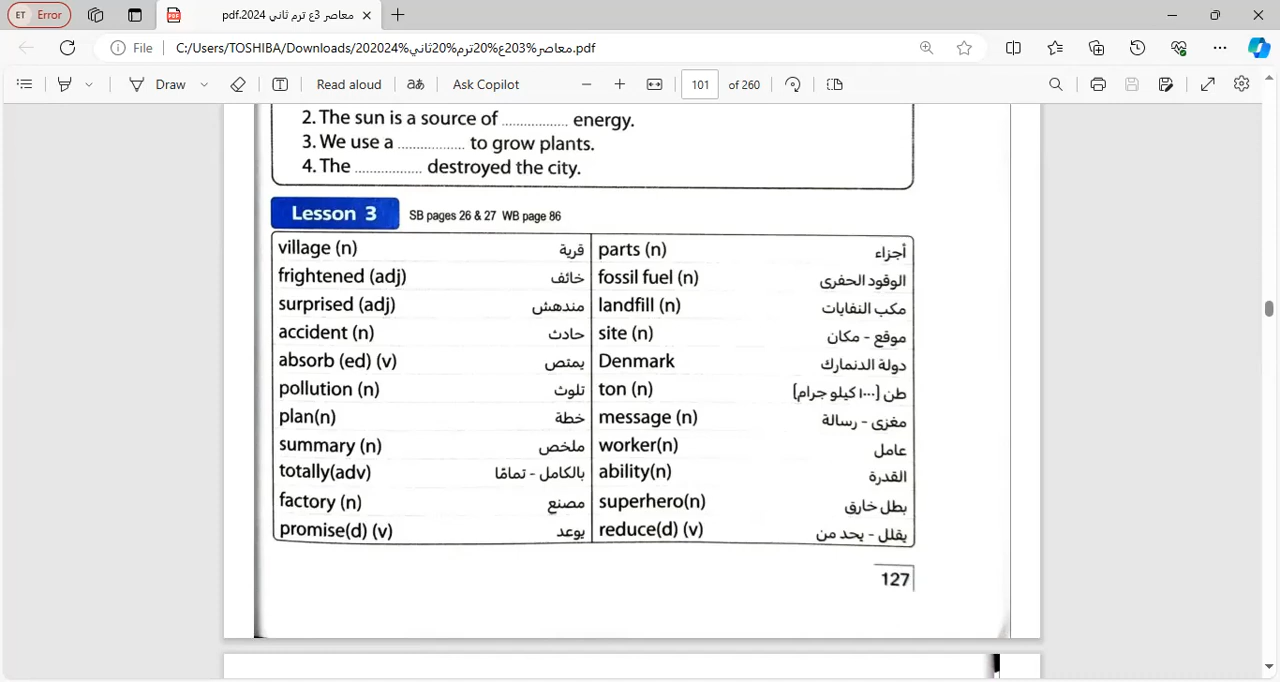 ET Error
معاصر 3ع ترم ثاني 2024.pdf
File C:/Users/TOSHIBA/Downloads/202024%معاصر%203ع%20ترم%20ثاني.pdf
Draw Read aloud Ask Copilot 101 of 260
2. The sun is a source of ................. energy.
3. We use a ................. to grow plants.
4. The ................. destroyed the city.
Lesson 3 SB pages 26 & 27 WB page 86
village (n) قرية parts (n) أجزاء
frightened (adj) خائف fossil fuel (n) الوقود الحفرى
surprised (adj) مندهش landfill (n) مكب النفايات
accident (n) حادث site (n) موقع - مكان
absorb (ed) (v) يمتص Denmark دولة الدنمارك
pollution (n) تلوث ton (n) طن (١٠٠٠ كيلو جرام)
plan(n) خطة message (n) مغزى - رسالة
summary (n) ملخص worker(n) عامل
totally(adv) بالكامل - تمامًا ability(n) القدرة
factory (n) مصنع superhero(n) بطل خارق
promise(d) (v) يوعد reduce(d) (v) يقلل - يحد من
127